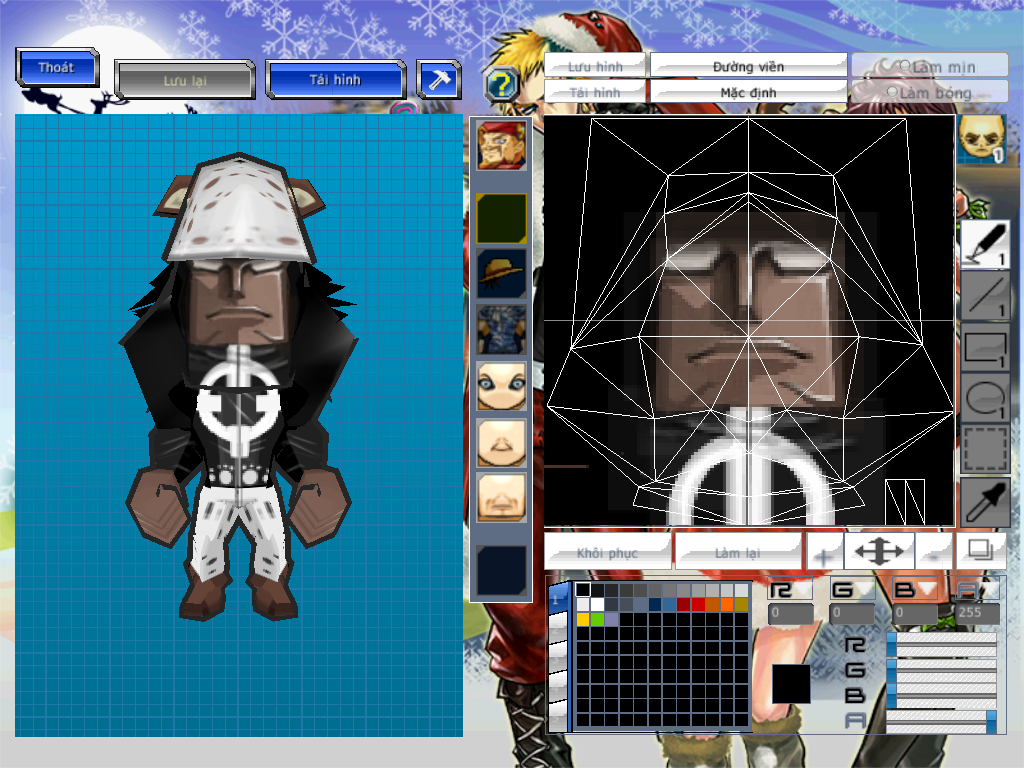 Thoát
Lưu lại
Tải hình
?
Lưu hình
Đường viền
Làm mịn
Tải hình
Mặc định
Làm bóng
1
1
1
1
1
Khôi phục
Làm lại
+
-
1
R
G
B
A
0
0
0
255
R
G
B
A